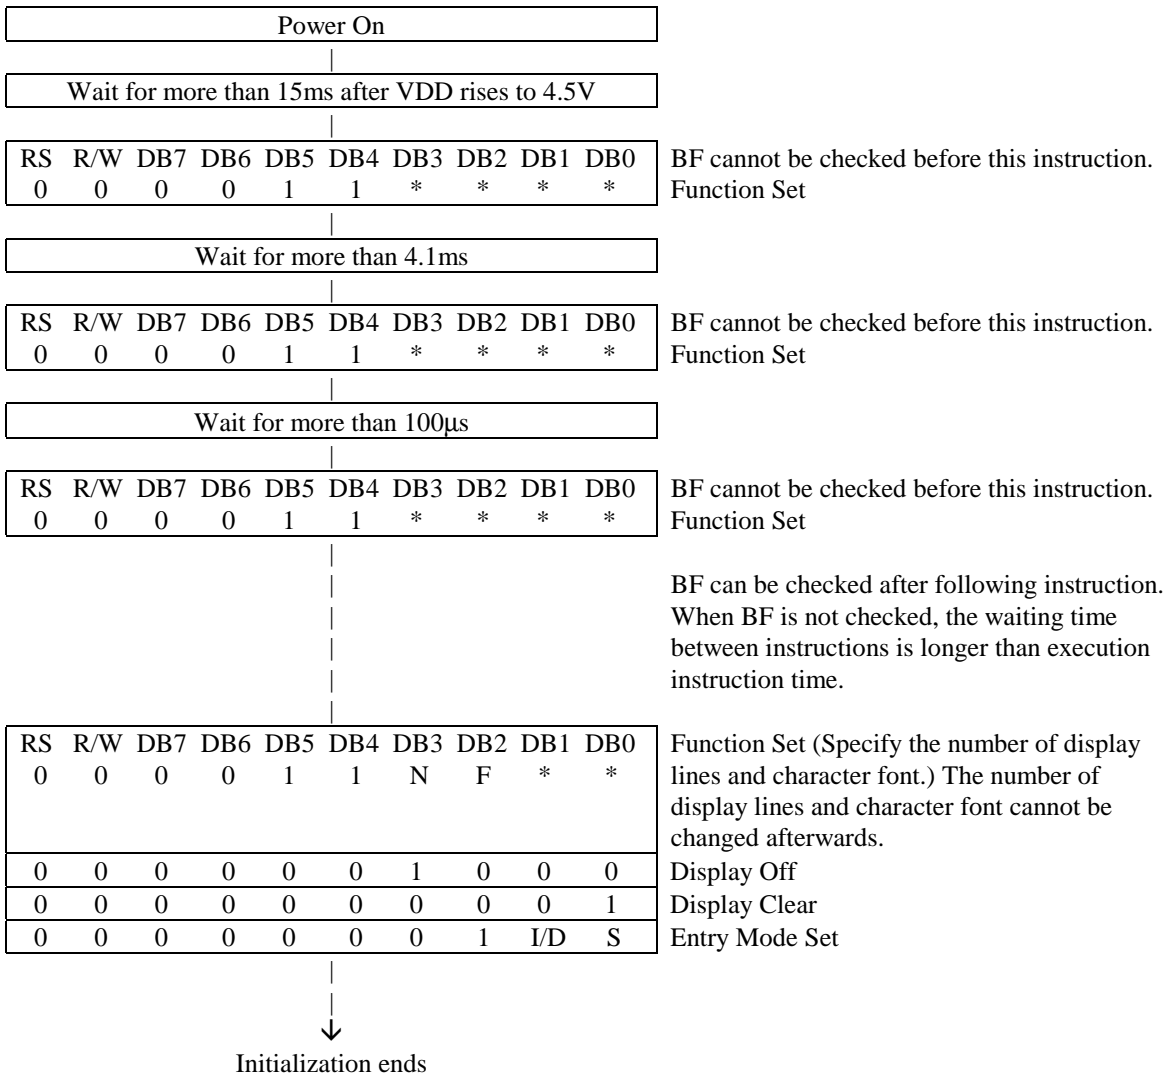 Power On
Wait for more than 15ms after VDD rises to 4.5V
RS R/W DB7 DB6 DB5 DB4 DB3 DB2 DB1 DB0 BF cannot be checked before this instruction.
0 0 0 0 1 1 * * * * Function Set
Wait for more than 4.1ms
RS R/W DB7 DB6 DB5 DB4 DB3 DB2 DB1 DB0 BF cannot be checked before this instruction.
0 0 0 0 1 1 * * * * Function Set
Wait for more than 100μs
RS R/W DB7 DB6 DB5 DB4 DB3 DB2 DB1 DB0 BF cannot be checked before this instruction.
0 0 0 0 1 1 * * * * Function Set
BF can be checked after following instruction.
When BF is not checked, the waiting time
between instructions is longer than execution
instruction time.
RS R/W DB7 DB6 DB5 DB4 DB3 DB2 DB1 DB0 Function Set (Specify the number of display
0 0 0 0 1 1 N F * * lines and character font.) The number of
display lines and character font cannot be
changed afterwards.
0 0 0 0 0 0 1 0 0 0 Display Off
0 0 0 0 0 0 0 0 0 1 Display Clear
0 0 0 0 0 0 0 1 I/D S Entry Mode Set
Initialization ends